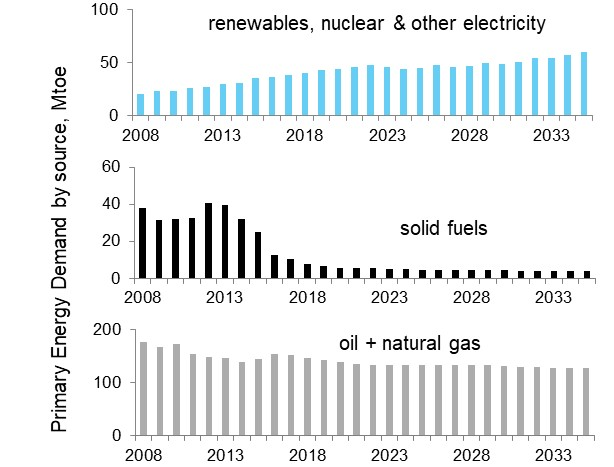 Primary Energy Demand by source, Mtoe
renewables, nuclear & other electricity
100
50
0
2008 2013 2018 2023 2028 2033
solid fuels
60
40
20
0
2008 2013 2018 2023 2028 2033
oil + natural gas
200
100
0
2008 2013 2018 2023 2028 2033